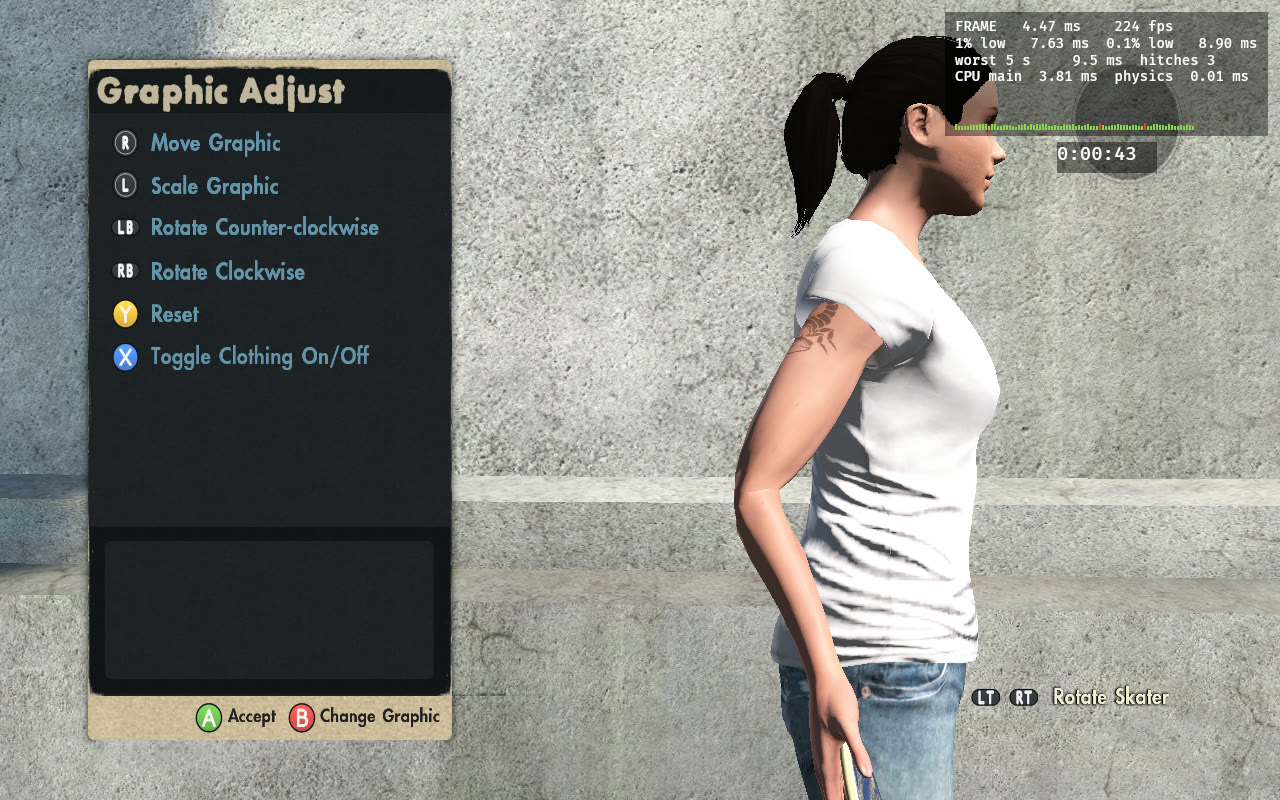 Graphic Adjust
R Move Graphic
L Scale Graphic
LB Rotate Counter-clockwise
RB Rotate Clockwise
Y Reset
X Toggle Clothing On/Off
A Accept B Change Graphic
FRAME 4.47 ms 224 fps
1% low 7.63 ms 0.1% low 8.90 ms
worst 5 s 9.5 ms hitches 3
CPU main 3.81 ms physics 0.01 ms
0:00:43
LT RT Rotate Skater